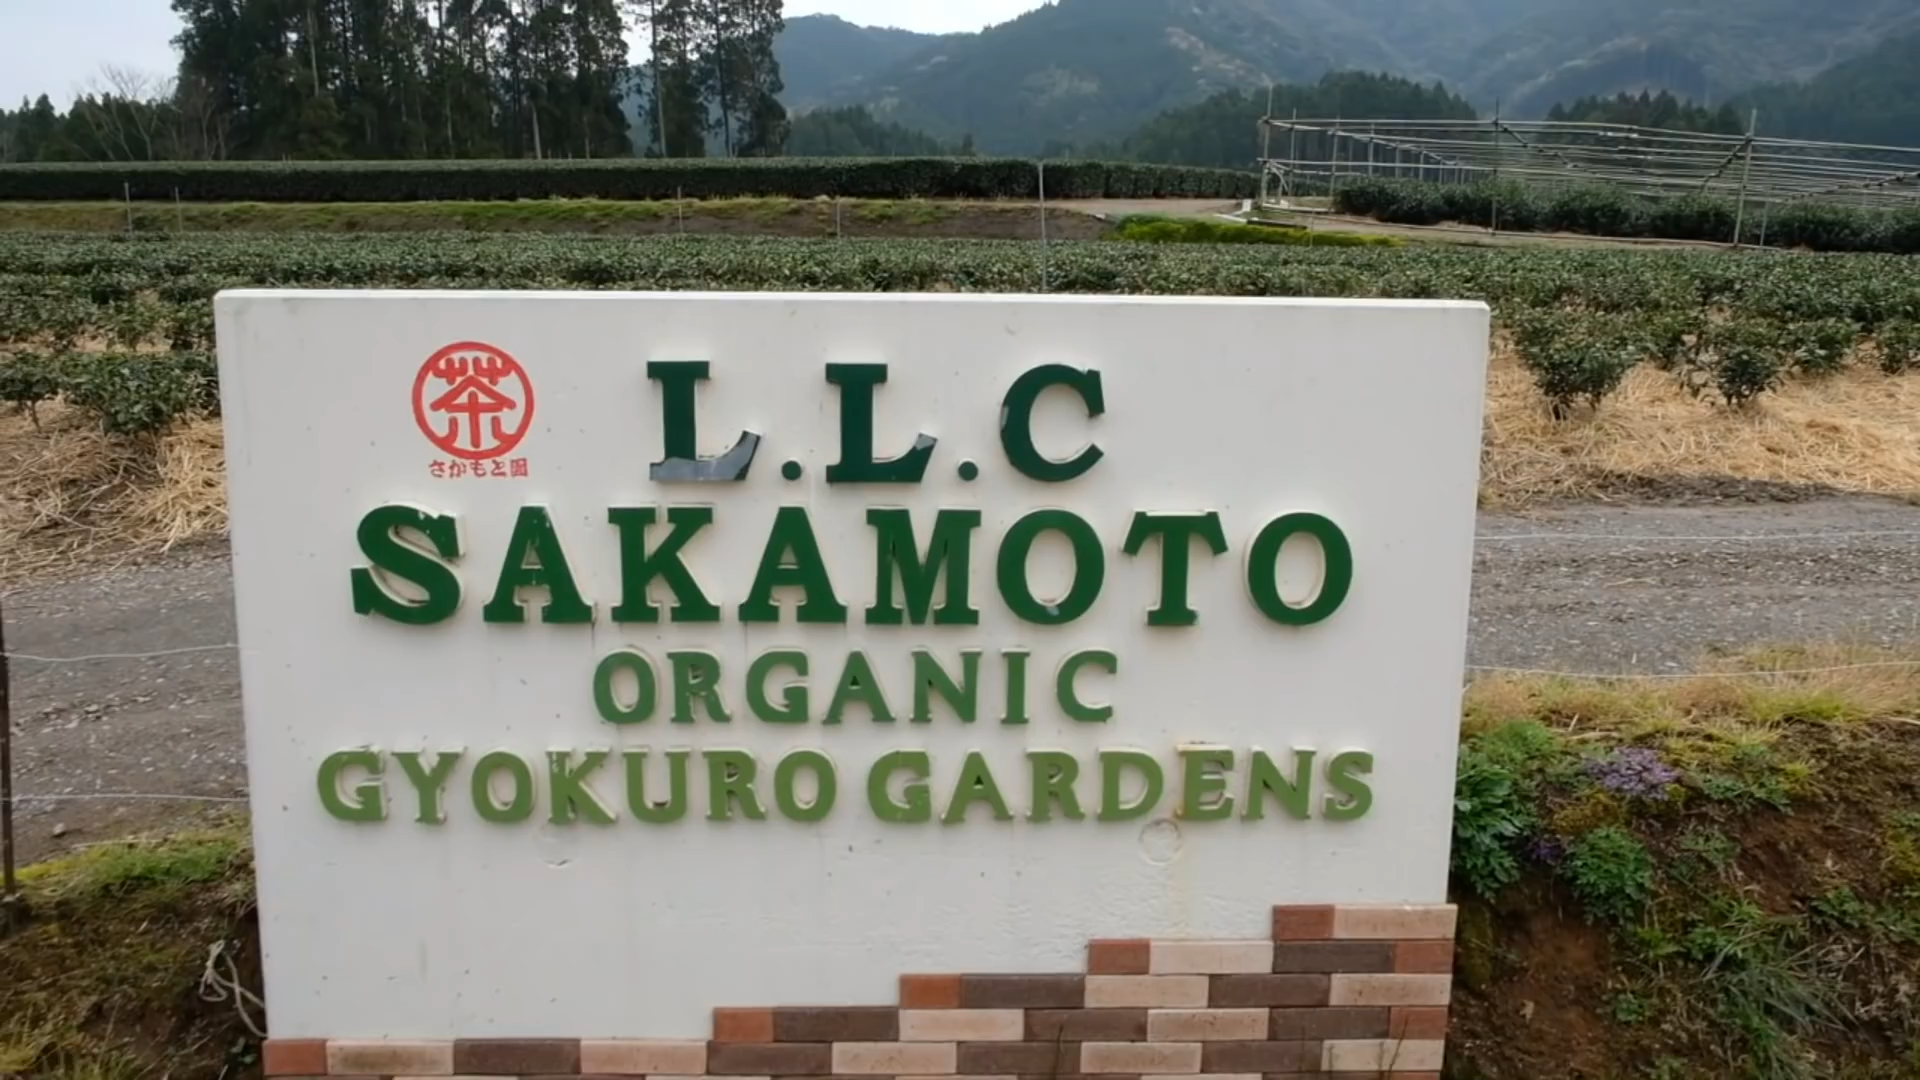 茶
さかもと園
L.L.C
SAKAMOTO
ORGANIC
GYOKURO GARDENS